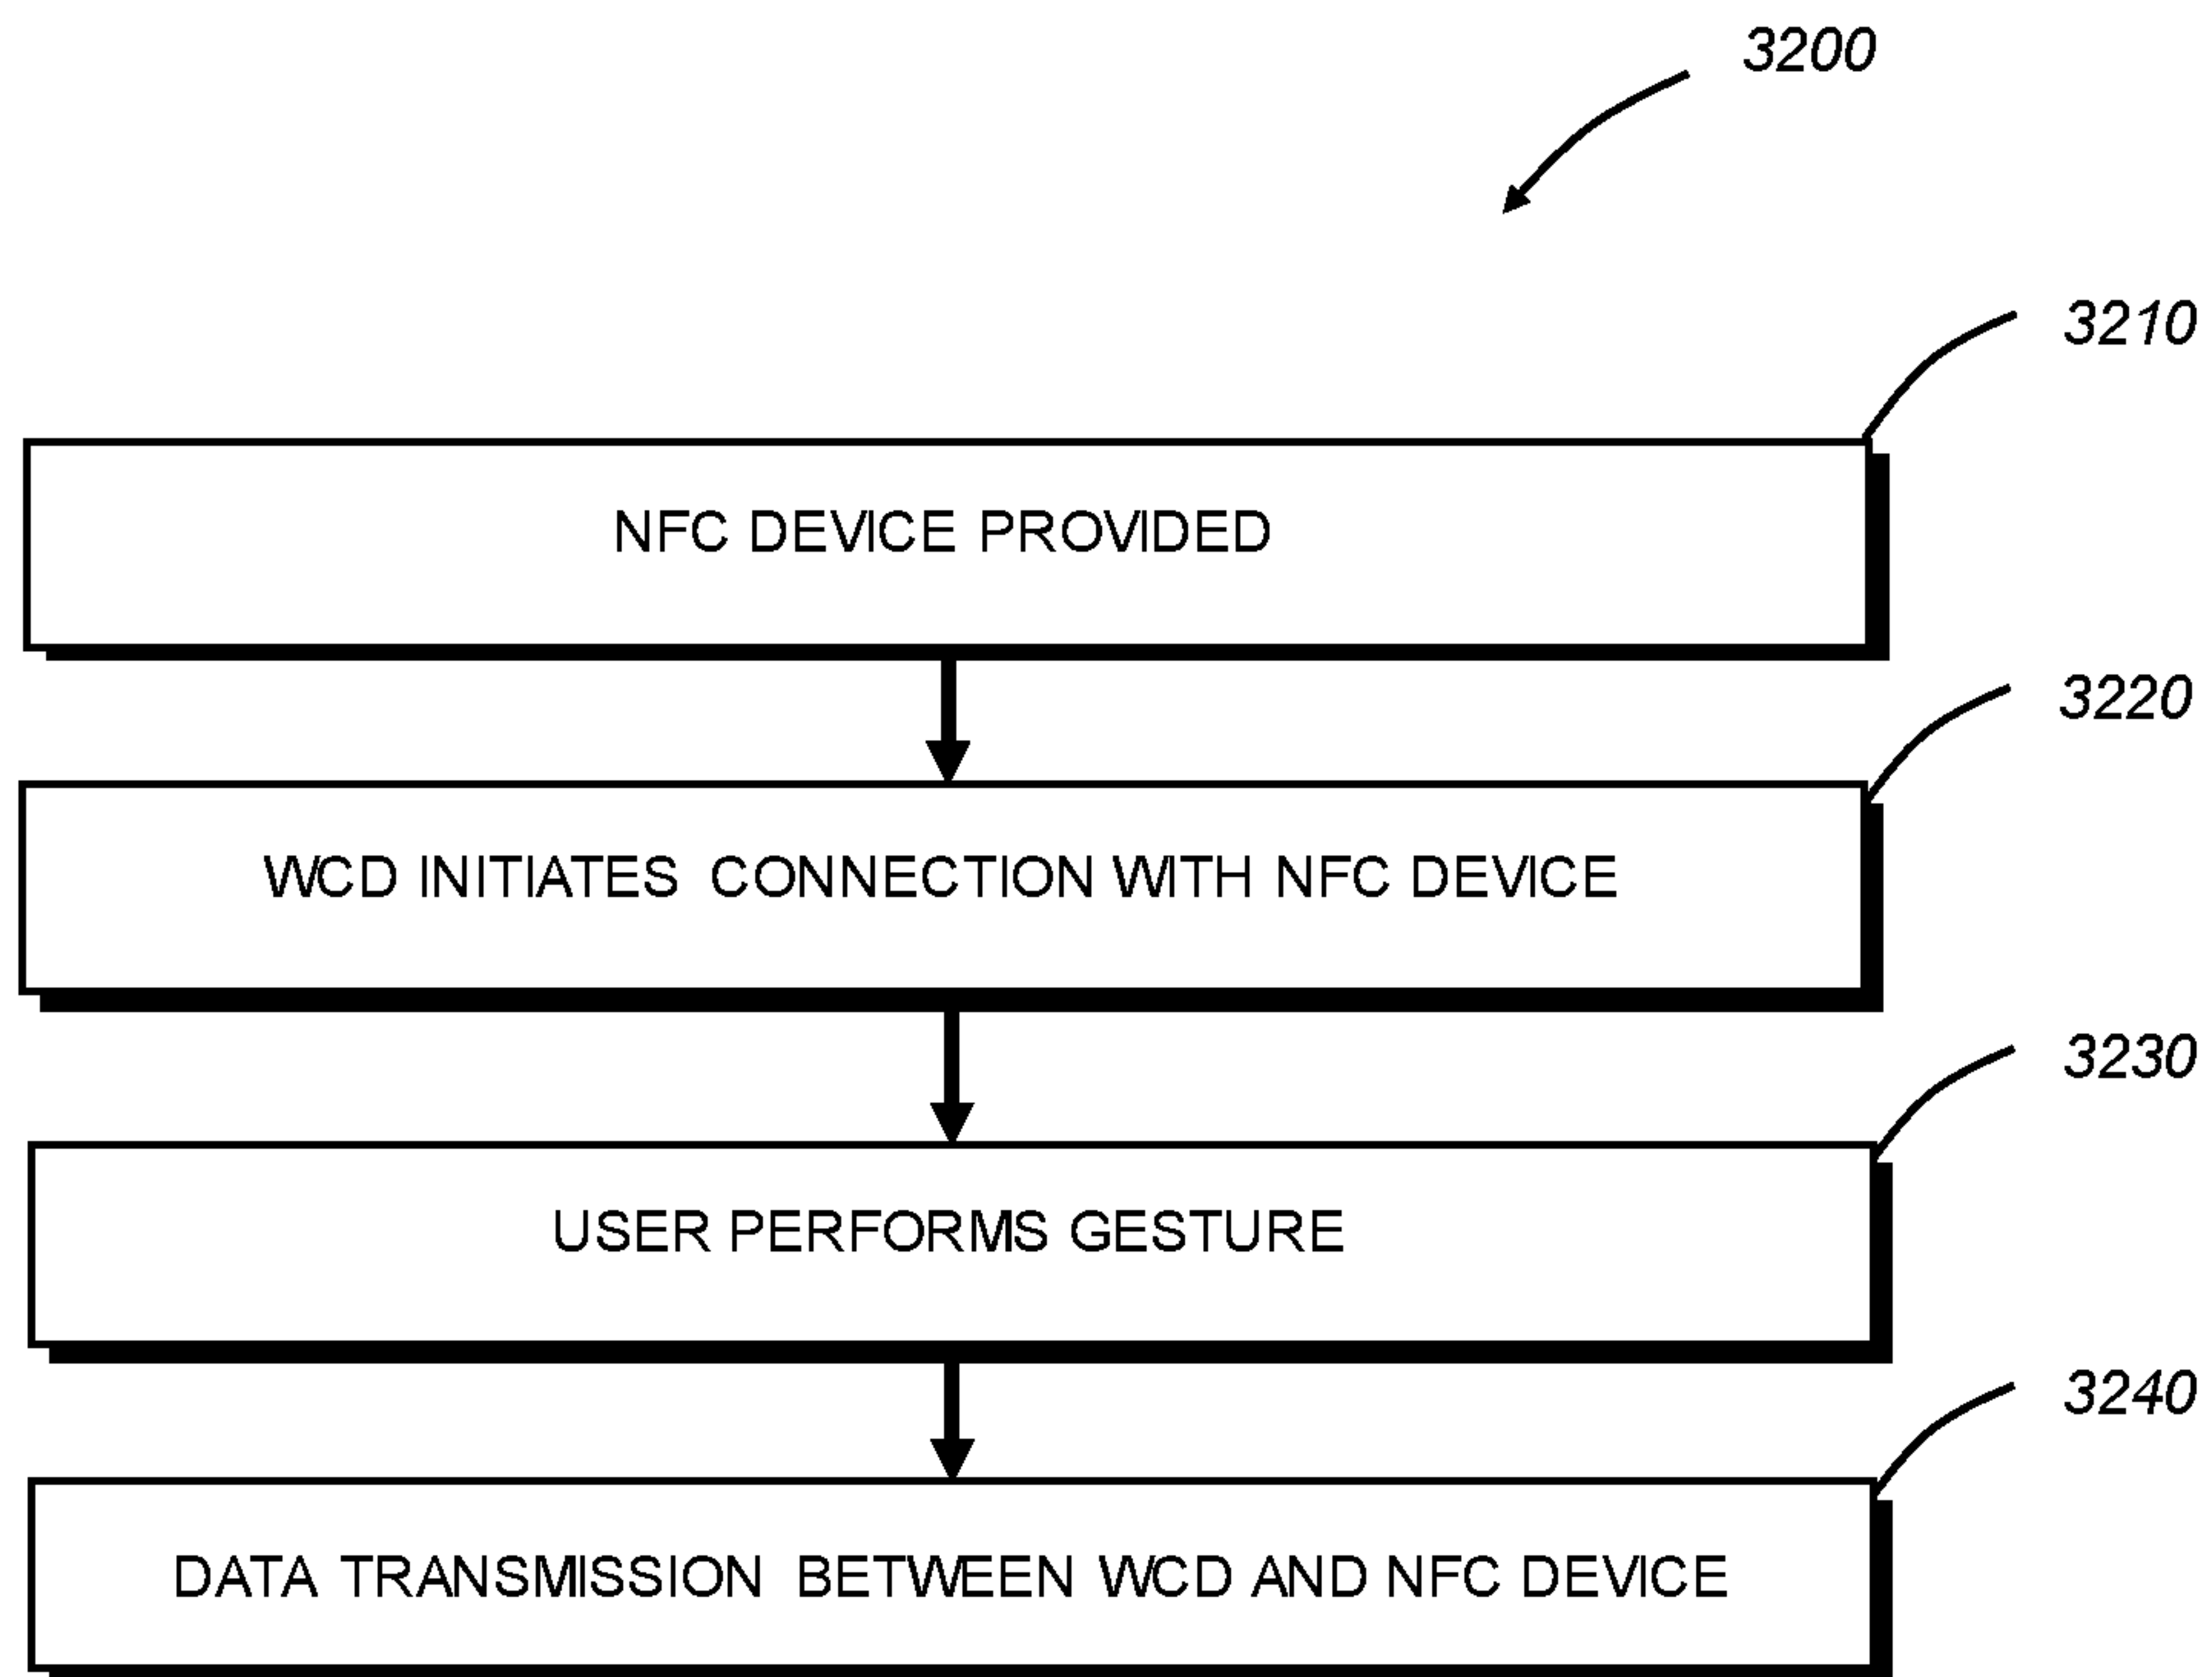 3200
3210
NFC DEVICE PROVIDED
3220
WCD INITIATES CONNECTION WITH NFC DEVICE
3230
USER PERFORMS GESTURE
3240
DATA TRANSMISSION BETWEEN WCD AND NFC DEVICE